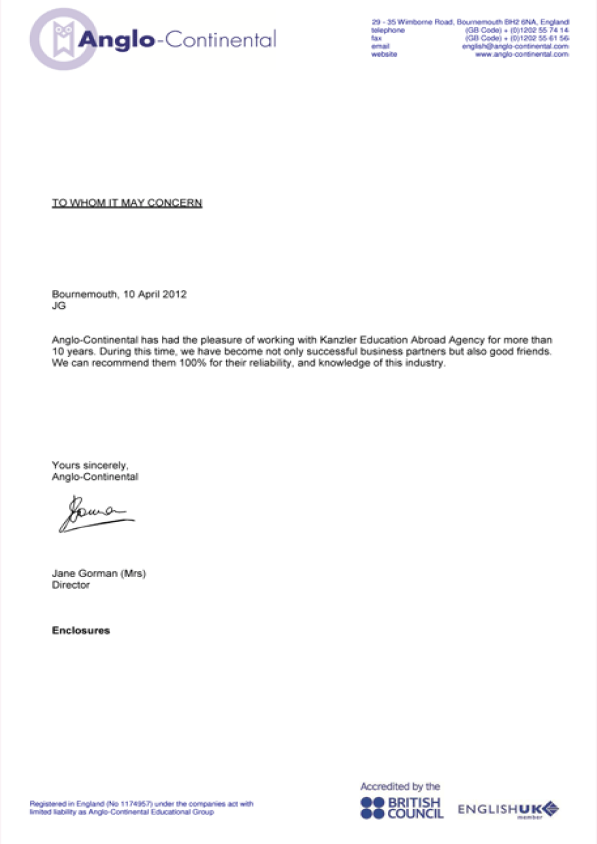 Anglo-Continental
29 - 35 Wimborne Road, Bournemouth BH2 6NA, England
telephone (GB Code) + (0)1202 55 74 14
fax (GB Code) + (0)1202 55 61 56
email english@anglo-continental.com
website www.anglo-continental.com
TO WHOM IT MAY CONCERN
Bournemouth, 10 April 2012
JG
Anglo-Continental has had the pleasure of working with Kanzler Education Abroad Agency for more than
10 years. During this time, we have become not only successful business partners but also good friends.
We can recommend them 100% for their reliability, and knowledge of this industry.
Yours sincerely,
Anglo-Continental
Jane Gorman (Mrs)
Director
Enclosures
Registered in England (No 1174957) under the companies act with
limited liability as Anglo-Continental Educational Group
Accredited by the
BRITISH
COUNCIL
ENGLISHUK
member